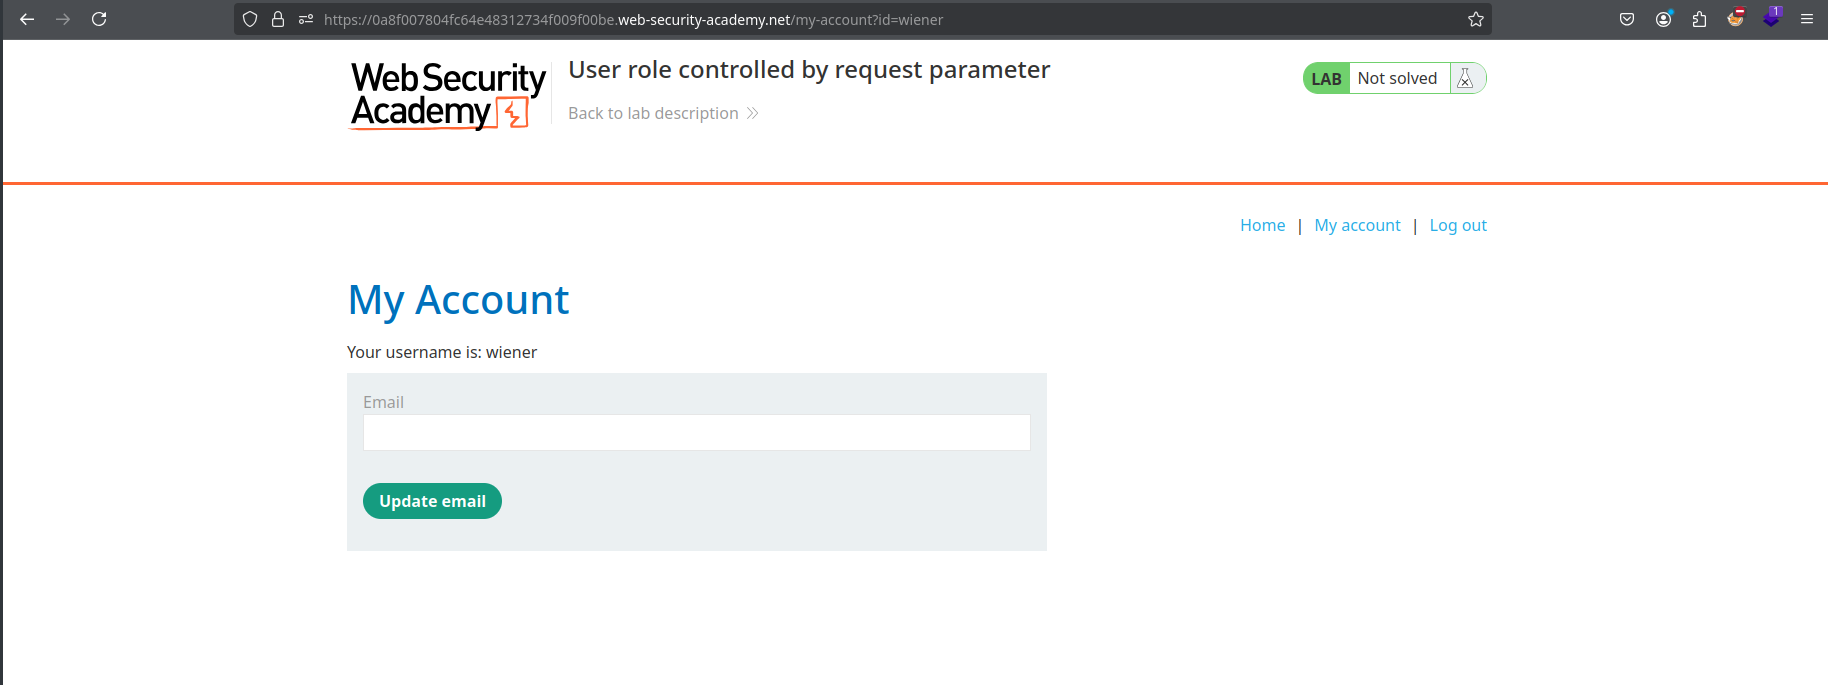 https://0a8f007804fc64e48312734f009f00be.web-security-academy.net/my-account?id=wiener
1
Web Security
Academy
User role controlled by request parameter
Back to lab description
LAB Not solved
Home | My account | Log out
My Account
Your username is: wiener
Email
Update email